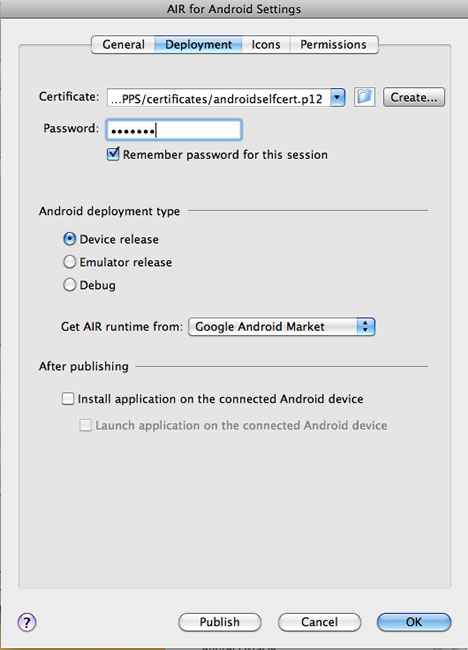 AIR for Android Settings
General Deployment Icons Permissions
Certificate: ...PPS/certificates/androidselfcert.p12 Create...
Password: •••••••
Remember password for this session
Android deployment type
Device release
Emulator release
Debug
Get AIR runtime from: Google Android Market
After publishing
Install application on the connected Android device
Launch application on the connected Android device
? Publish Cancel OK